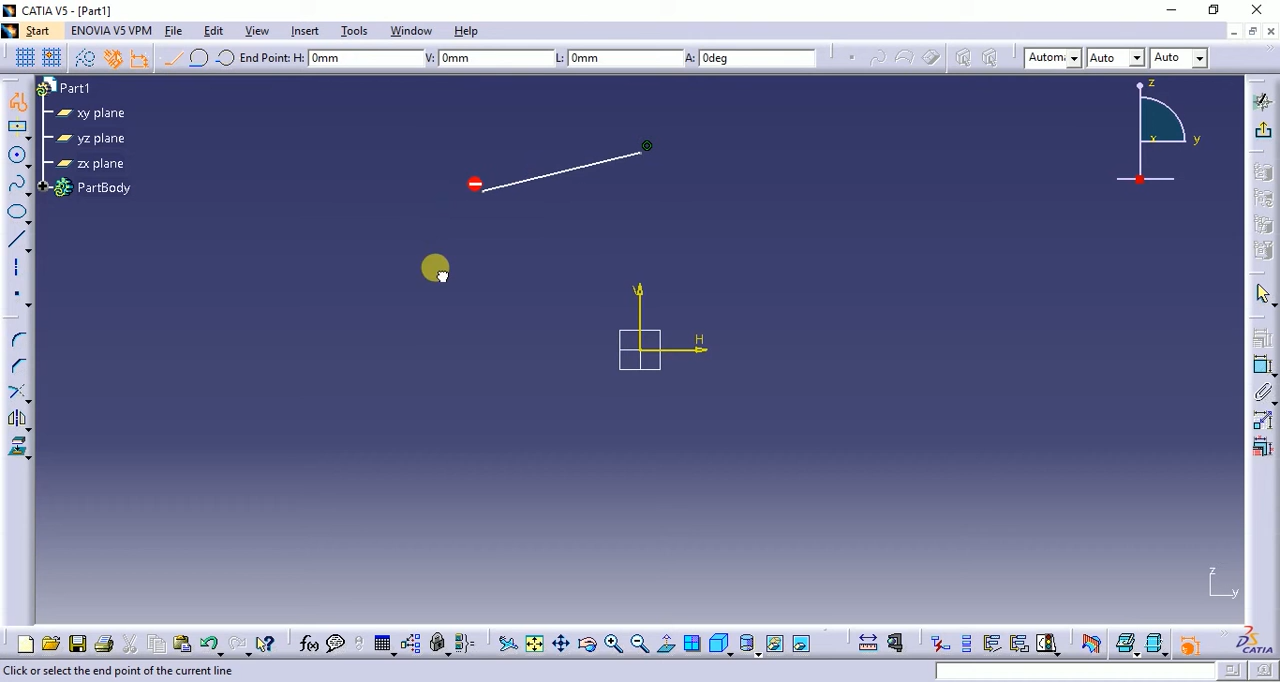 CATIA V5 - [Part1]
Start ENOVIA V5 VPM File Edit View Insert Tools Window Help
End Point: H: 0mm V: 0mm L: 0mm A: 0deg Automa Auto Auto
Part1
xy plane
yz plane
zx plane
PartBody
z
x y
V
H
z
y
f(x)
CATIA
Click or select the end point of the current line